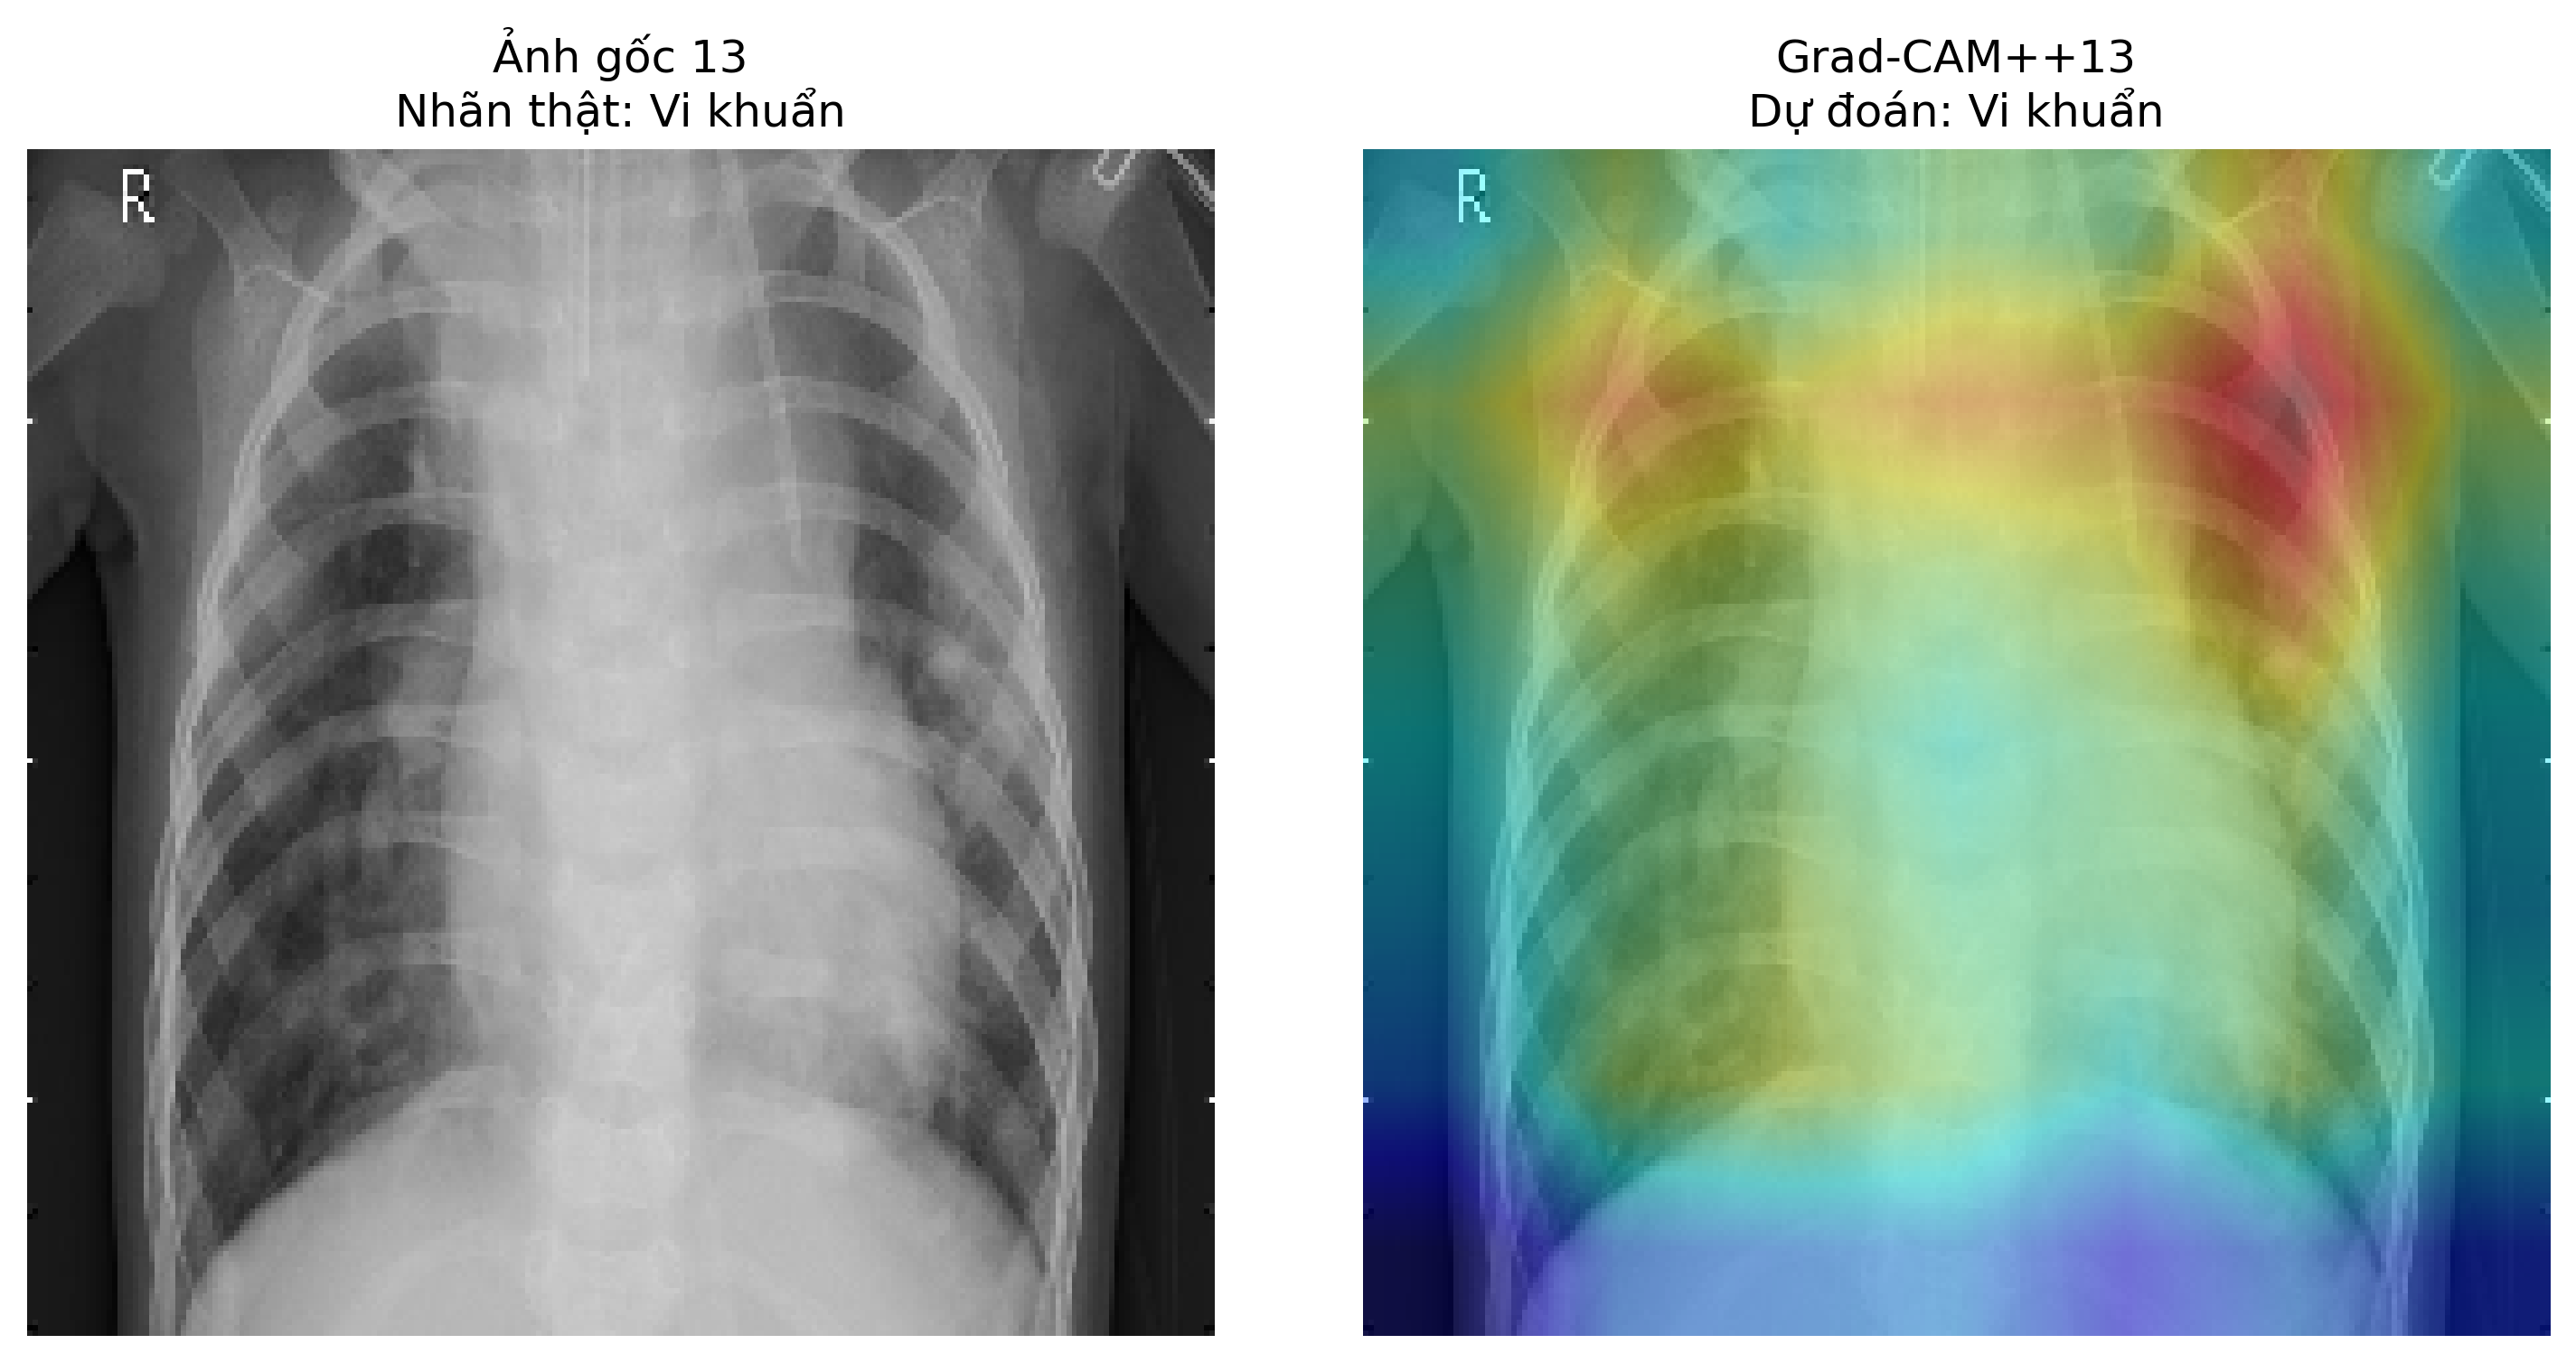 Ảnh gốc 13
Nhãn thật: Vi khuẩn
R
Grad-CAM++13
Dự đoán: Vi khuẩn
R